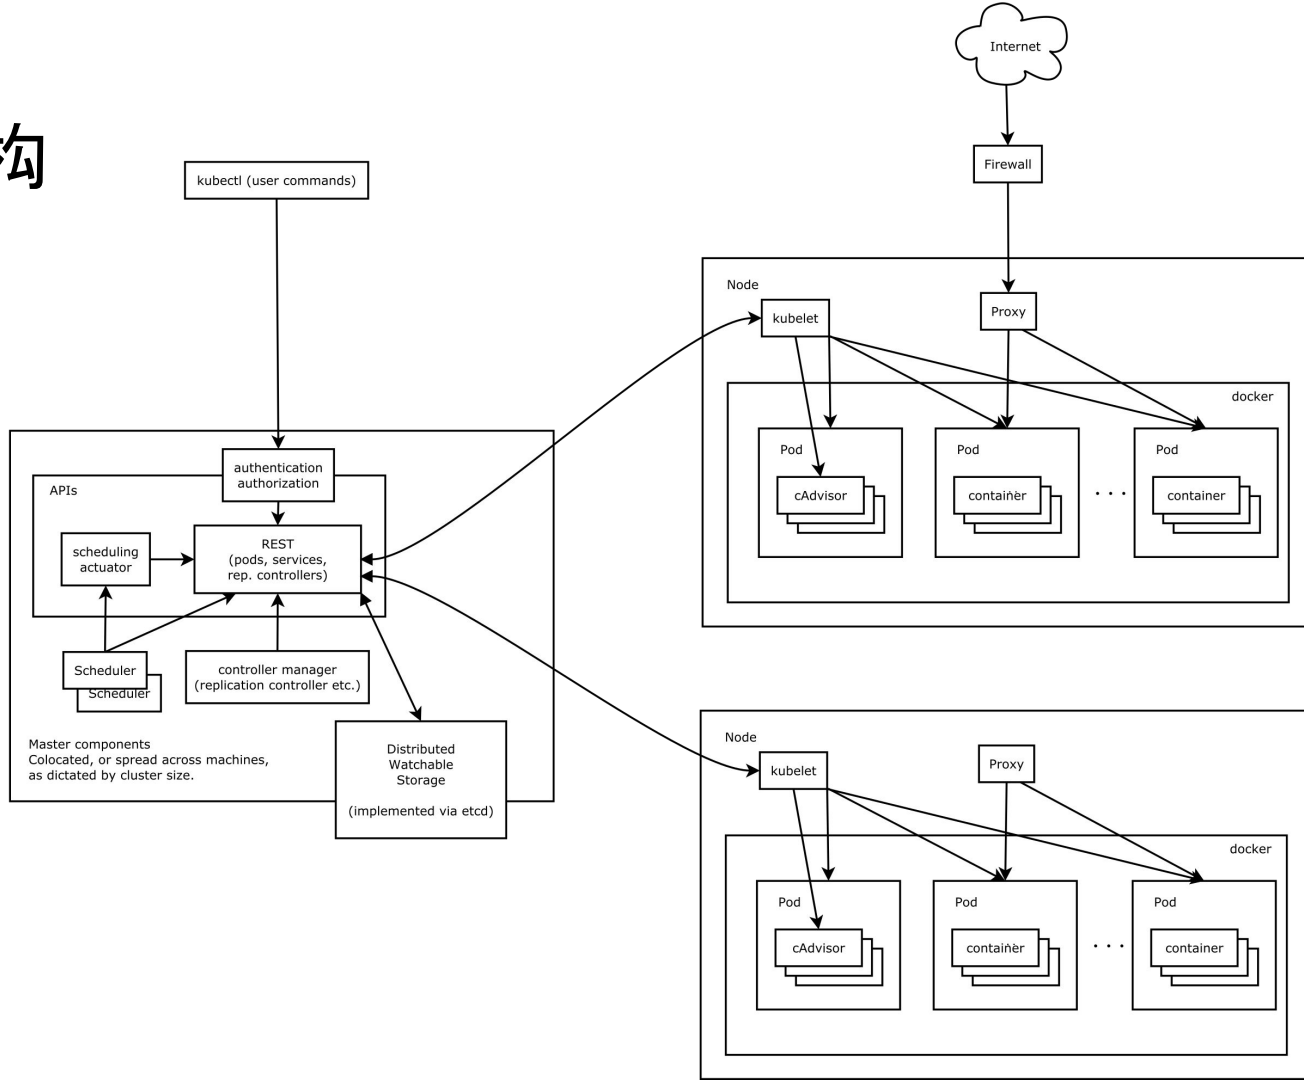 构
Internet
Firewall
kubectl (user commands)
Node
kubelet
Proxy
docker
Pod
cAdvisor
Pod
container
. . .
Pod
container
authentication
authorization
APIs
scheduling
actuator
REST
(pods, services,
rep. controllers)
Scheduler
Scheduler
controller manager
(replication controller etc.)
Master components
Colocated, or spread across machines,
as dictated by cluster size.
Distributed
Watchable
Storage
(implemented via etcd)
Node
kubelet
Proxy
docker
Pod
cAdvisor
Pod
container
. . .
Pod
container